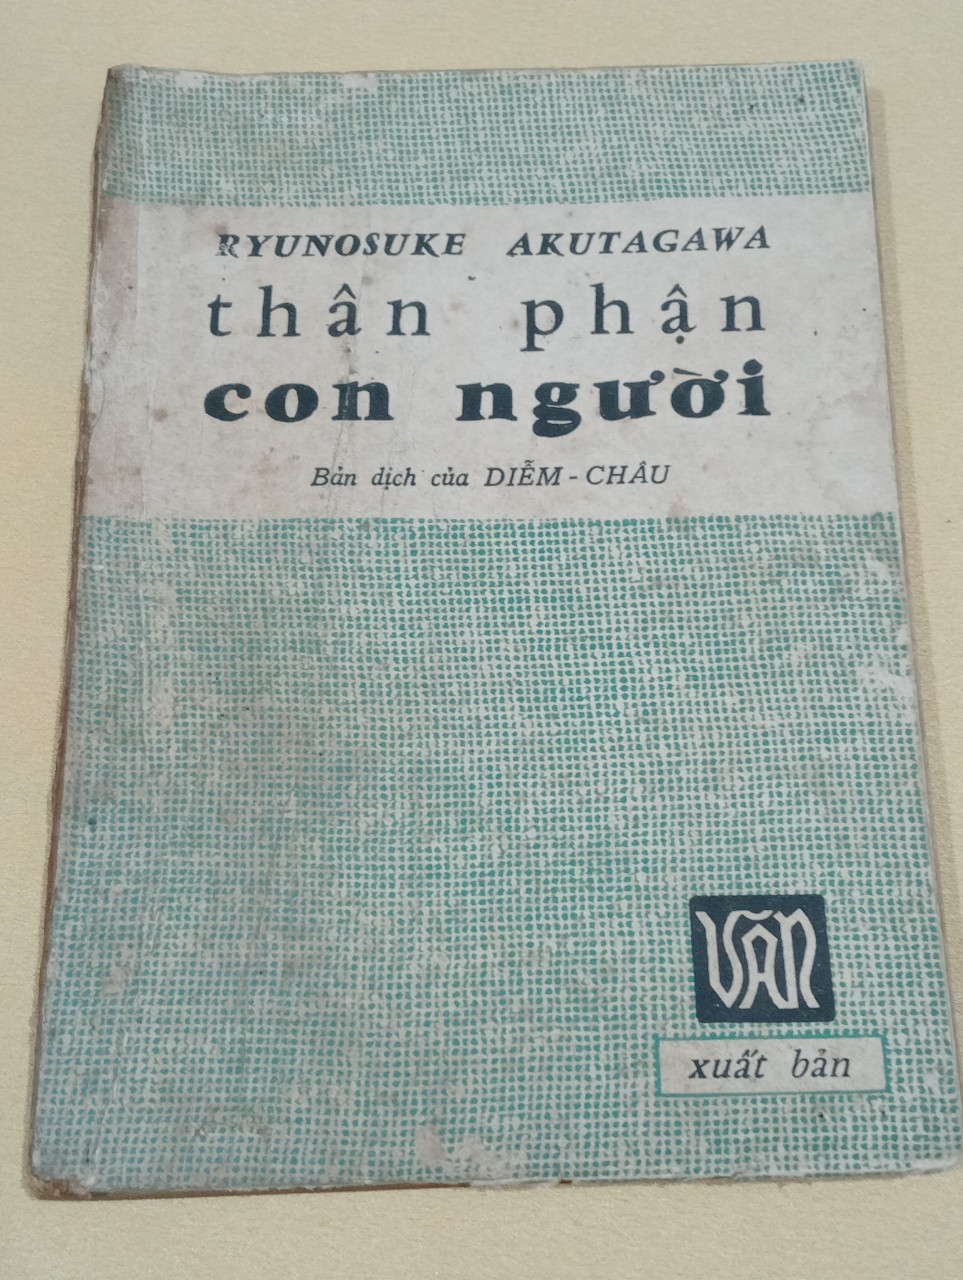 RYUNOSUKE AKUTAGAWA
thân phận
con người
Bản dịch của DIỄM - CHÂU
VĂN
xuất bản